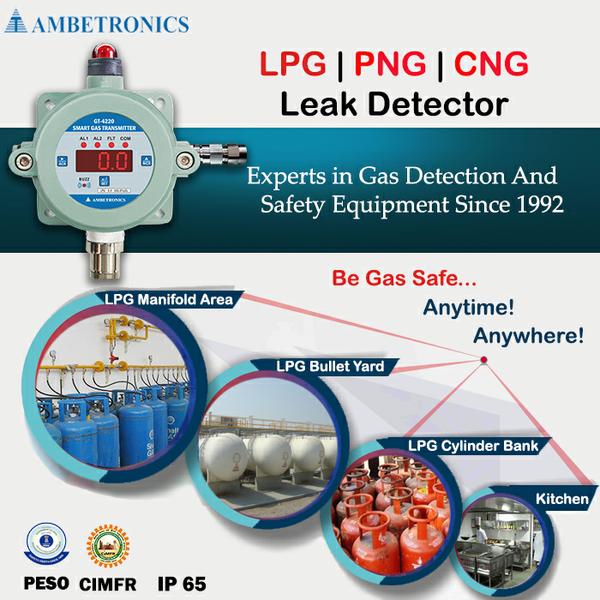 AMBETRONICS
LPG | PNG | CNG
Leak Detector
GT-4220
SMART GAS TRANSMITTER
AL1 AL2 FLT COM
0.0
BUZZ
AMBETRONICS
Experts in Gas Detection And
Safety Equipment Since 1992
Be Gas Safe...
Anytime!
Anywhere!
LPG Manifold Area
LPG Bullet Yard
LPG Cylinder Bank
Kitchen
PESO CIMFR IP 65